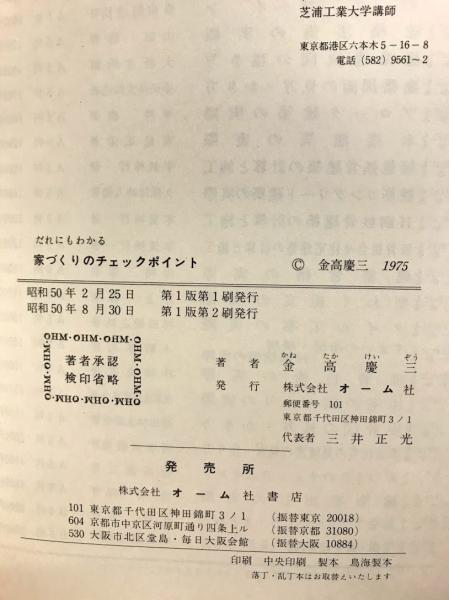 芝浦工業大学講師
東京都港区六本木5-16-8
電話 (582) 9561~2
だれにもわかる
家づくりのチェックポイント
© 金高慶三 1975
昭和50年2月25日 第1版第1刷発行
昭和50年8月30日 第1版第2刷発行
OHM・OHM・OHM・OHM・OHM・OHM・OHM・OHM・OHM
著者承認
検印省略
かね たか けい ぞう
著者 金高慶三
発行 株式会社 オーム社
郵便番号 101
東京都千代田区神田錦町3ノ1
代表者 三井正光
発売所
株式会社 オーム社書店
101 東京都千代田区神田錦町3ノ1 (振替東京 20018)
604 京都市中京区河原町通り四条上ル (振替京都 31080)
530 大阪市北区堂島・毎日大阪会館 (振替大阪 10884)
印刷 中央印刷 製本 鳥海製本
落丁・乱丁本はお取替えいたします